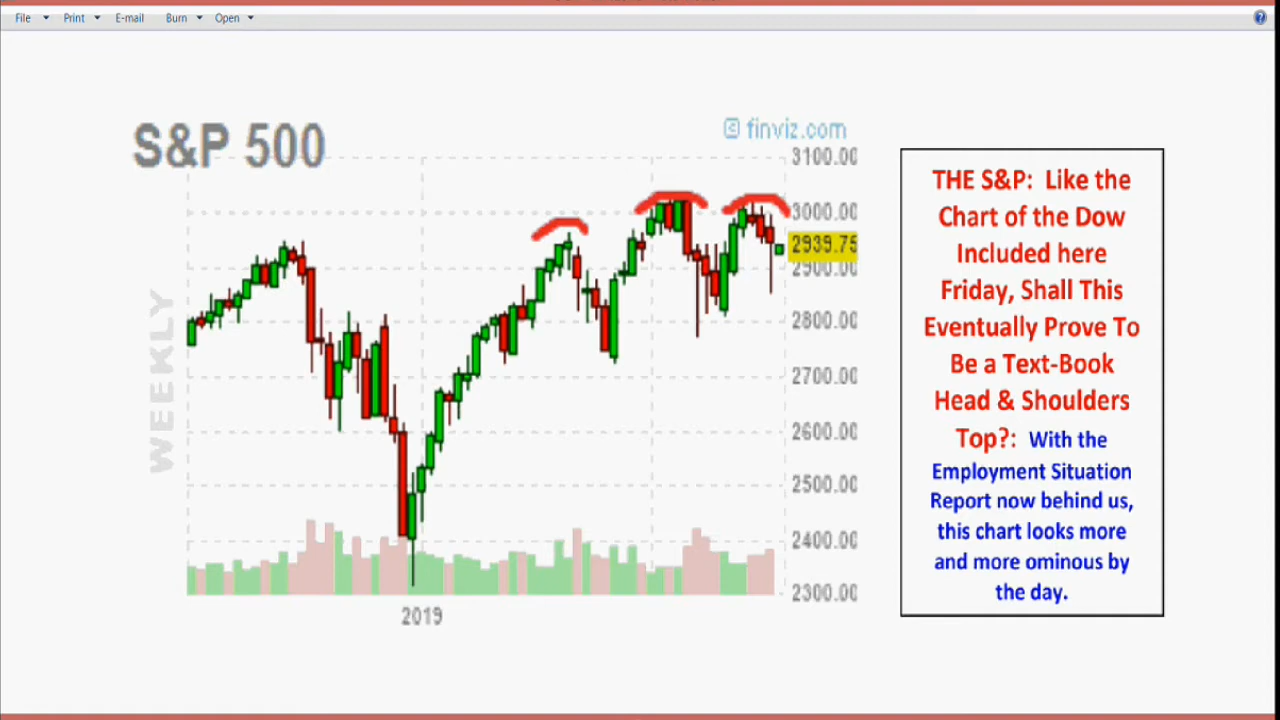 File Print E-mail Burn Open
S&P 500
finviz.com
3100.00
3000.00
2939.75
2900.00
2800.00
2700.00
2600.00
2500.00
2400.00
2300.00
WEEKLY
2019
THE S&P: Like the
Chart of the Dow
Included here
Friday, Shall This
Eventually Prove To
Be a Text-Book
Head & Shoulders
Top?: With the
Employment Situation
Report now behind us,
this chart looks more
and more ominous by
the day.